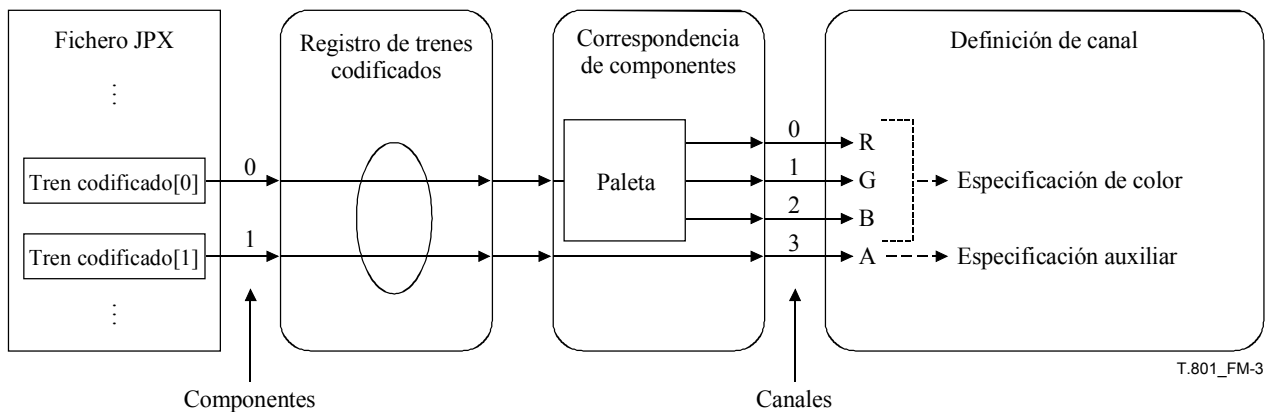 Fichero JPX
Registro de trenes
codificados
Correspondencia
de componentes
Definición de canal
⋮
Tren codificado[0]
0
Paleta
0
R
1
G
Especificación de color
2
B
Tren codificado[1]
1
3
A
Especificación auxiliar
⋮
T.801_FM-3
Componentes
Canales